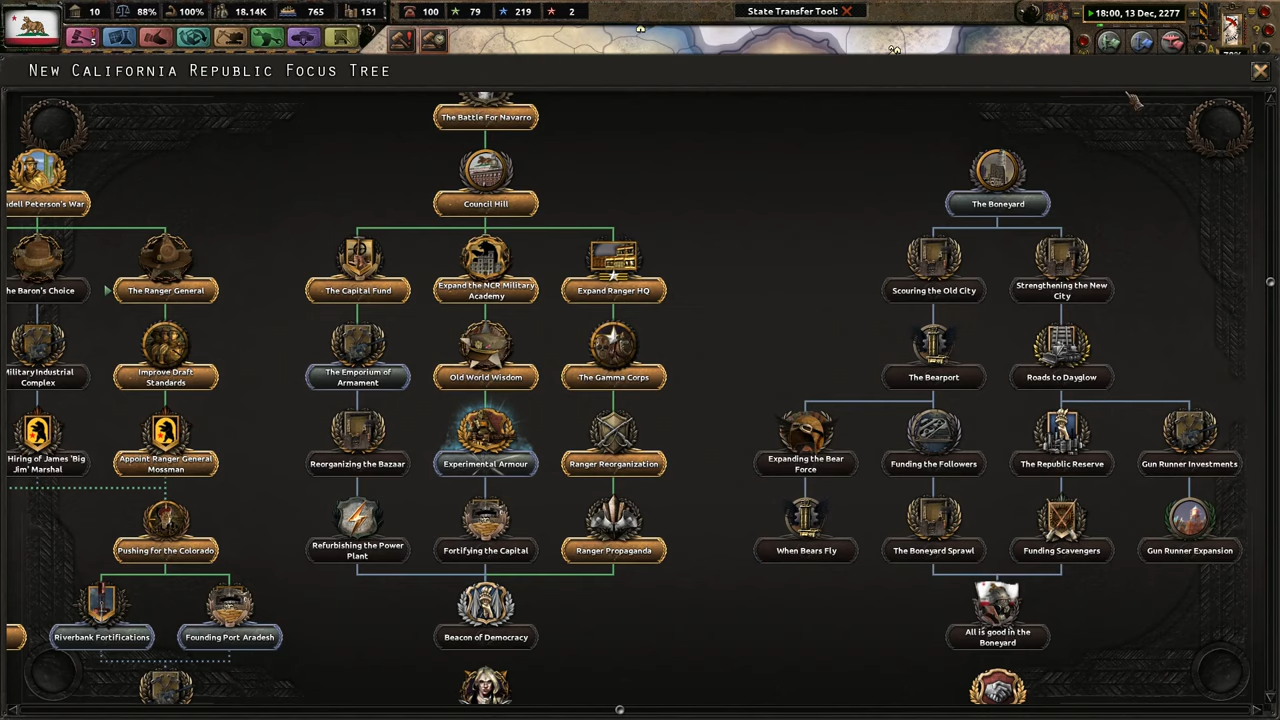 10 88% 100% 18.14K 765 151 100 79 219 2
State Transfer Tool:
18:00, 13 Dec, 2277
5
New California Republic Focus Tree
The Battle For Navarro
dell Peterson's War
Council Hill
The Boneyard
he Baron's Choice
The Ranger General
The Capital Fund
Expand the NCR Military
Academy
Expand Ranger HQ
Scouring the Old City
Strengthening the New
City
Military Industrial
Complex
Improve Draft
Standards
The Emporium of
Armament
Old World Wisdom
The Gamma Corps
The Bearport
Roads to Dayglow
Hiring of James 'Big
Jim' Marshal
Appoint Ranger General
Mossman
Reorganizing the Bazaar
Experimental Armour
Ranger Reorganization
Expanding the Bear
Force
Funding the Followers
The Republic Reserve
Gun Runner Investments
Pushing for the Colorado
Refurbishing the Power
Plant
Fortifying the Capital
Ranger Propaganda
When Bears Fly
The Boneyard Sprawl
Funding Scavengers
Gun Runner Expansion
Riverbank Fortifications
Founding Port Aradesh
Beacon of Democracy
All is good in the
Boneyard